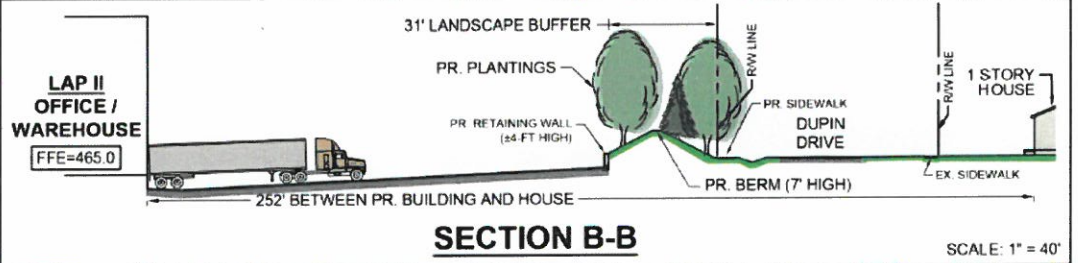 31' LANDSCAPE BUFFER
PR. PLANTINGS
R/W LINE
R/W LINE
1 STORY
HOUSE
LAP II
OFFICE /
WAREHOUSE
FFE=465.0
PR. RETAINING WALL
(±4-FT HIGH)
PR. SIDEWALK
DUPIN
DRIVE
PR. BERM (7' HIGH)
EX. SIDEWALK
252' BETWEEN PR. BUILDING AND HOUSE
SECTION B-B
SCALE: 1" = 40'